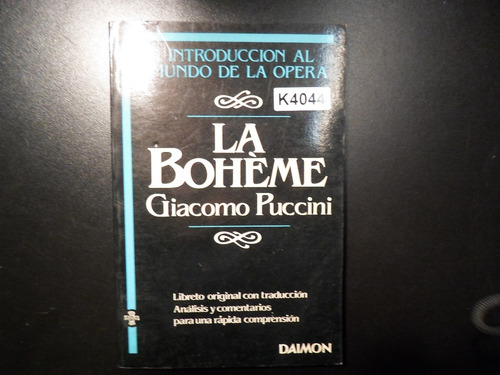 INTRODUCCION AL
MUNDO DE LA OPERA
K4044
LA
BOHÈME
Giacomo Puccini
Libreto original con traducción
Análisis y comentarios
para una rápida comprensión
DAIMON